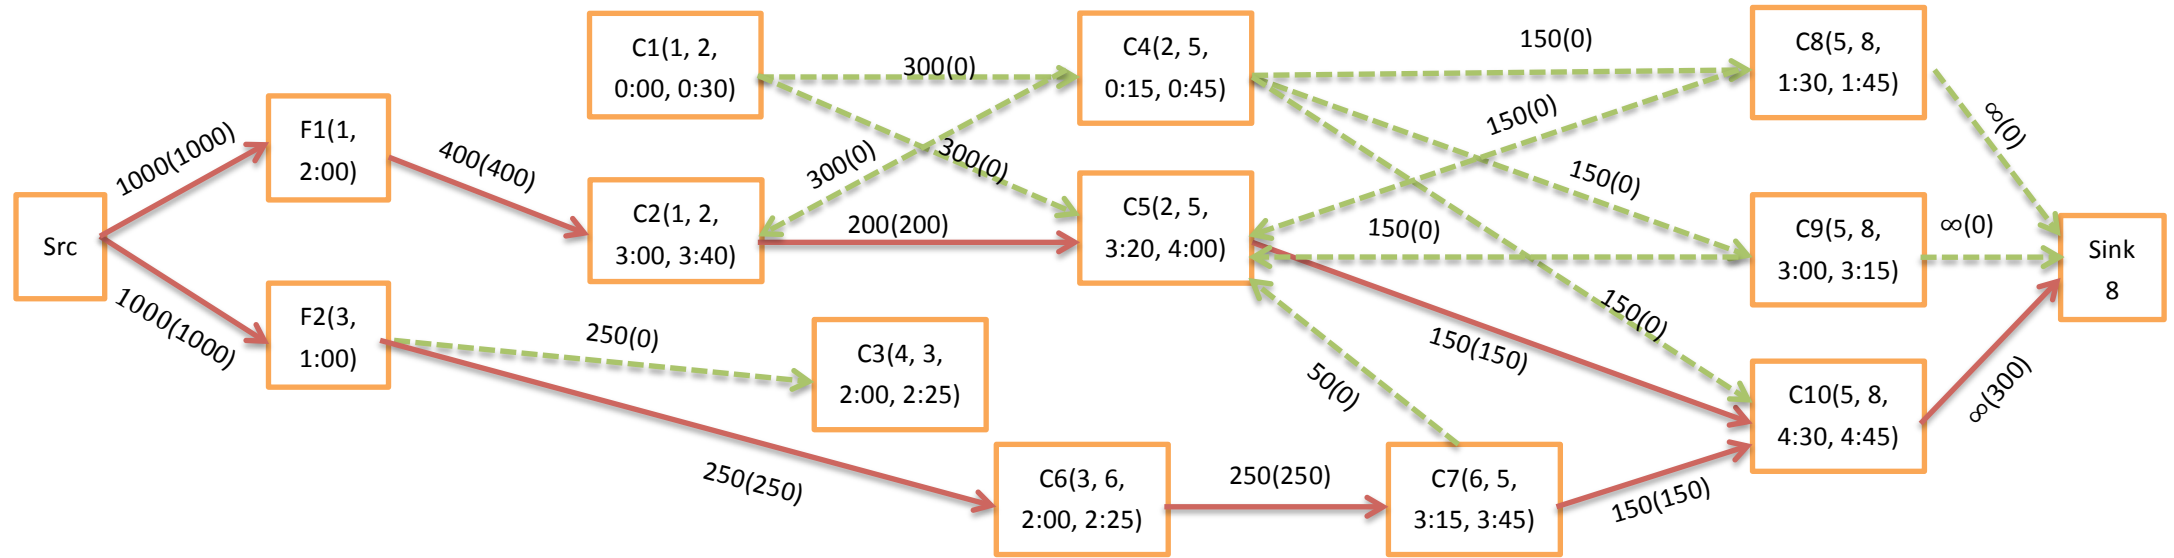 Src
1000(1000)
1000(1000)
F1(1,
2:00)
F2(3,
1:00)
400(400)
250(0)
250(250)
C1(1, 2,
0:00, 0:30)
C2(1, 2,
3:00, 3:40)
C3(4, 3,
2:00, 2:25)
300(0)
300(0)
300(0)
200(200)
C4(2, 5,
0:15, 0:45)
C5(2, 5,
3:20, 4:00)
C6(3, 6,
2:00, 2:25)
250(250)
C7(6, 5,
3:15, 3:45)
50(0)
150(0)
150(0)
150(0)
150(0)
150(0)
150(150)
150(150)
C8(5, 8,
1:30, 1:45)
C9(5, 8,
3:00, 3:15)
C10(5, 8,
4:30, 4:45)
∞(0)
∞(0)
∞(300)
Sink
8